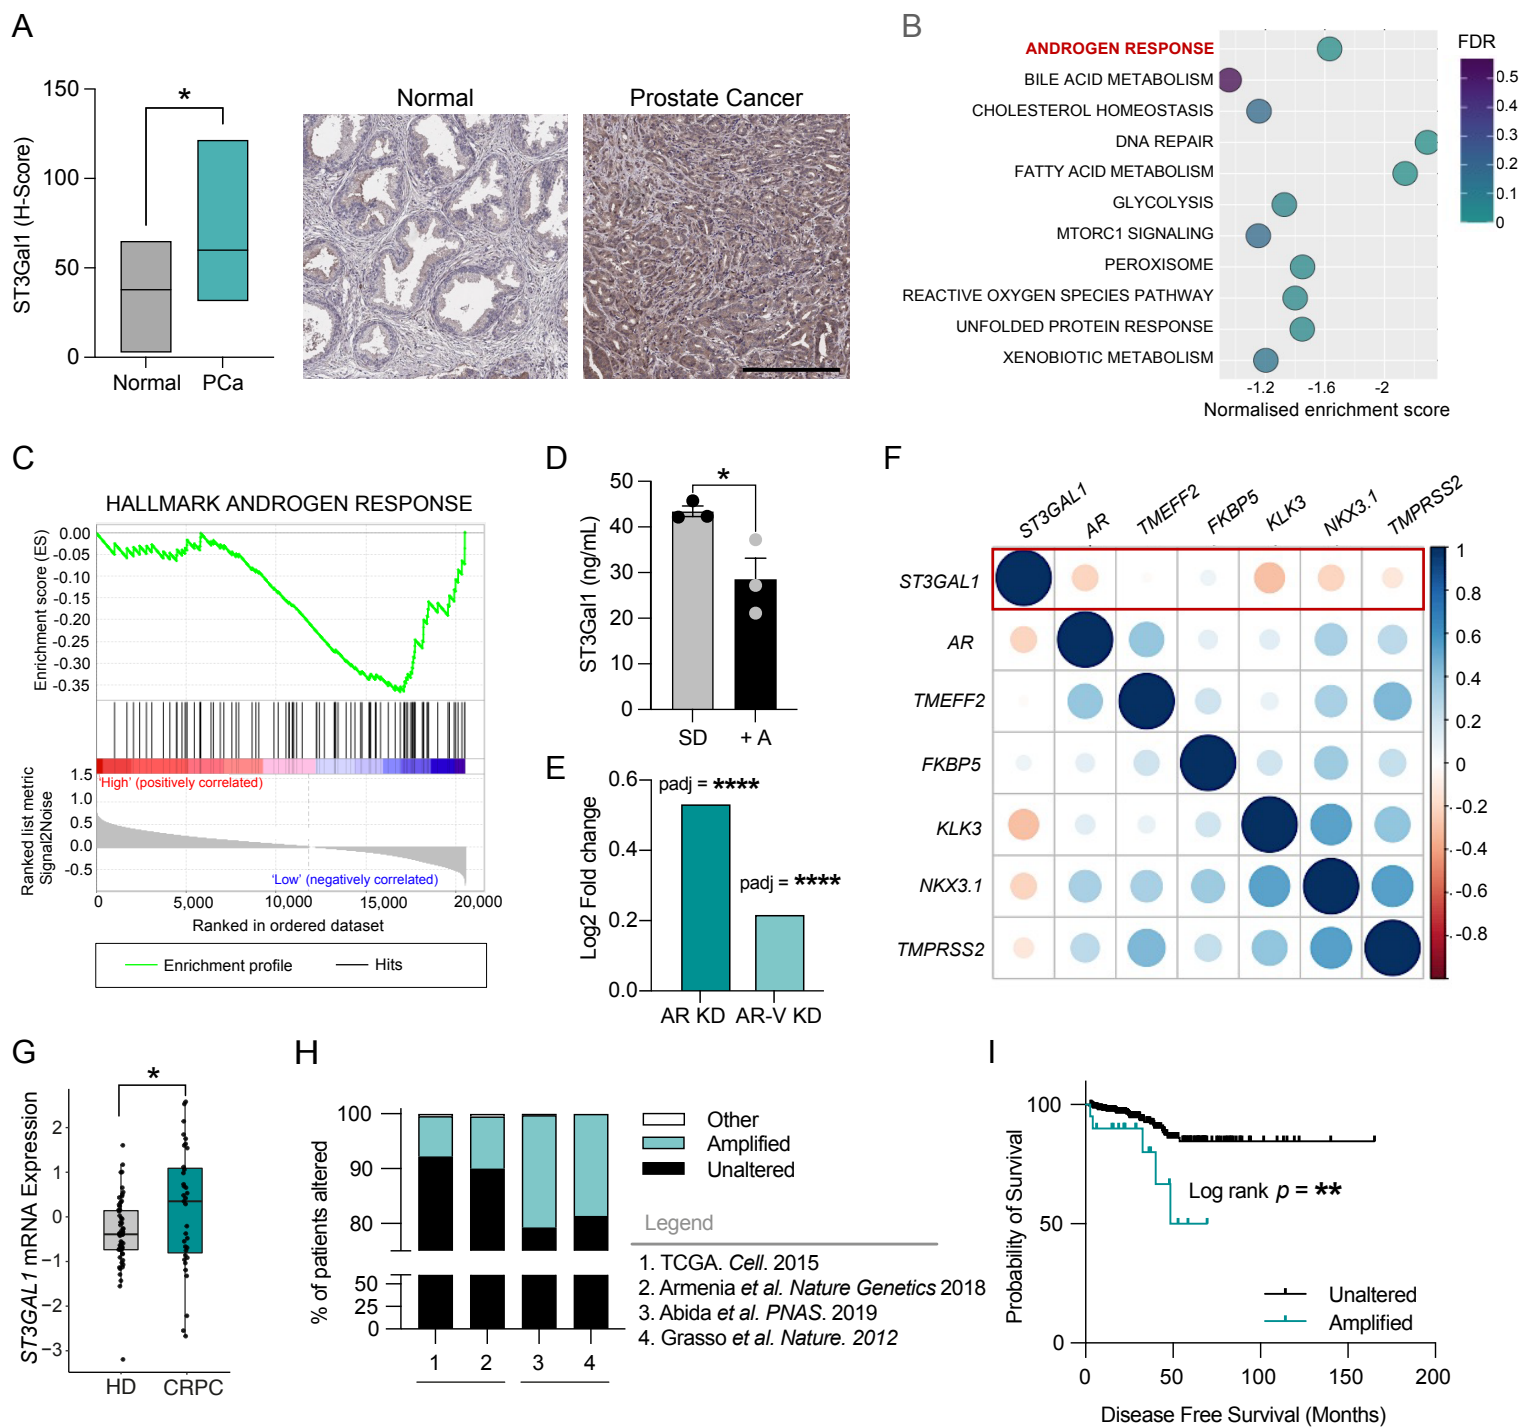 A
ST3Gal1 (H-Score)
150
100
50
0
*
Normal
PCa
Normal
Prostate Cancer
B
ANDROGEN RESPONSE
BILE ACID METABOLISM
CHOLESTEROL HOMEOSTASIS
DNA REPAIR
FATTY ACID METABOLISM
GLYCOLYSIS
MTORC1 SIGNALING
PEROXISOME
REACTIVE OXYGEN SPECIES PATHWAY
UNFOLDED PROTEIN RESPONSE
XENOBIOTIC METABOLISM
-1.2 -1.6 -2
Normalised enrichment score
FDR
0.5
0.4
0.3
0.2
0.1
0
C
HALLMARK ANDROGEN RESPONSE
Enrichment score (ES)
0.00
-0.05
-0.10
-0.15
-0.20
-0.25
-0.30
-0.35
Ranked list metric
Signal2Noise
1.5
1.0
0.5
0.0
-0.5
'High' (positively correlated)
'Low' (negatively correlated)
0 5,000 10,000 15,000 20,000
Ranked in ordered dataset
Enrichment profile
Hits
D
ST3Gal1 (ng/mL)
50
40
30
20
10
0
*
SD
+ A
E
Log2 Fold change
0.6
0.4
0.2
0.0
padj = ****
padj = ****
AR KD AR-V KD
F
ST3GAL1
AR
TMEFF2
FKBP5
KLK3
NKX3.1
TMPRSS2
ST3GAL1
AR
TMEFF2
FKBP5
KLK3
NKX3.1
TMPRSS2
1
0.8
0.6
0.4
0.2
0
-0.2
-0.4
-0.6
-0.8
G
ST3GAL1 mRNA Expression
2
1
0
−1
−2
−3
*
HD
CRPC
H
% of patients altered
100
90
80
50
25
0
1 2 3 4
Other
Amplified
Unaltered
Legend
1. TCGA. Cell. 2015
2. Armenia et al. Nature Genetics 2018
3. Abida et al. PNAS. 2019
4. Grasso et al. Nature. 2012
I
Probability of Survival
100
50
0
Log rank p = **
Unaltered
Amplified
0 50 100 150 200
Disease Free Survival (Months)